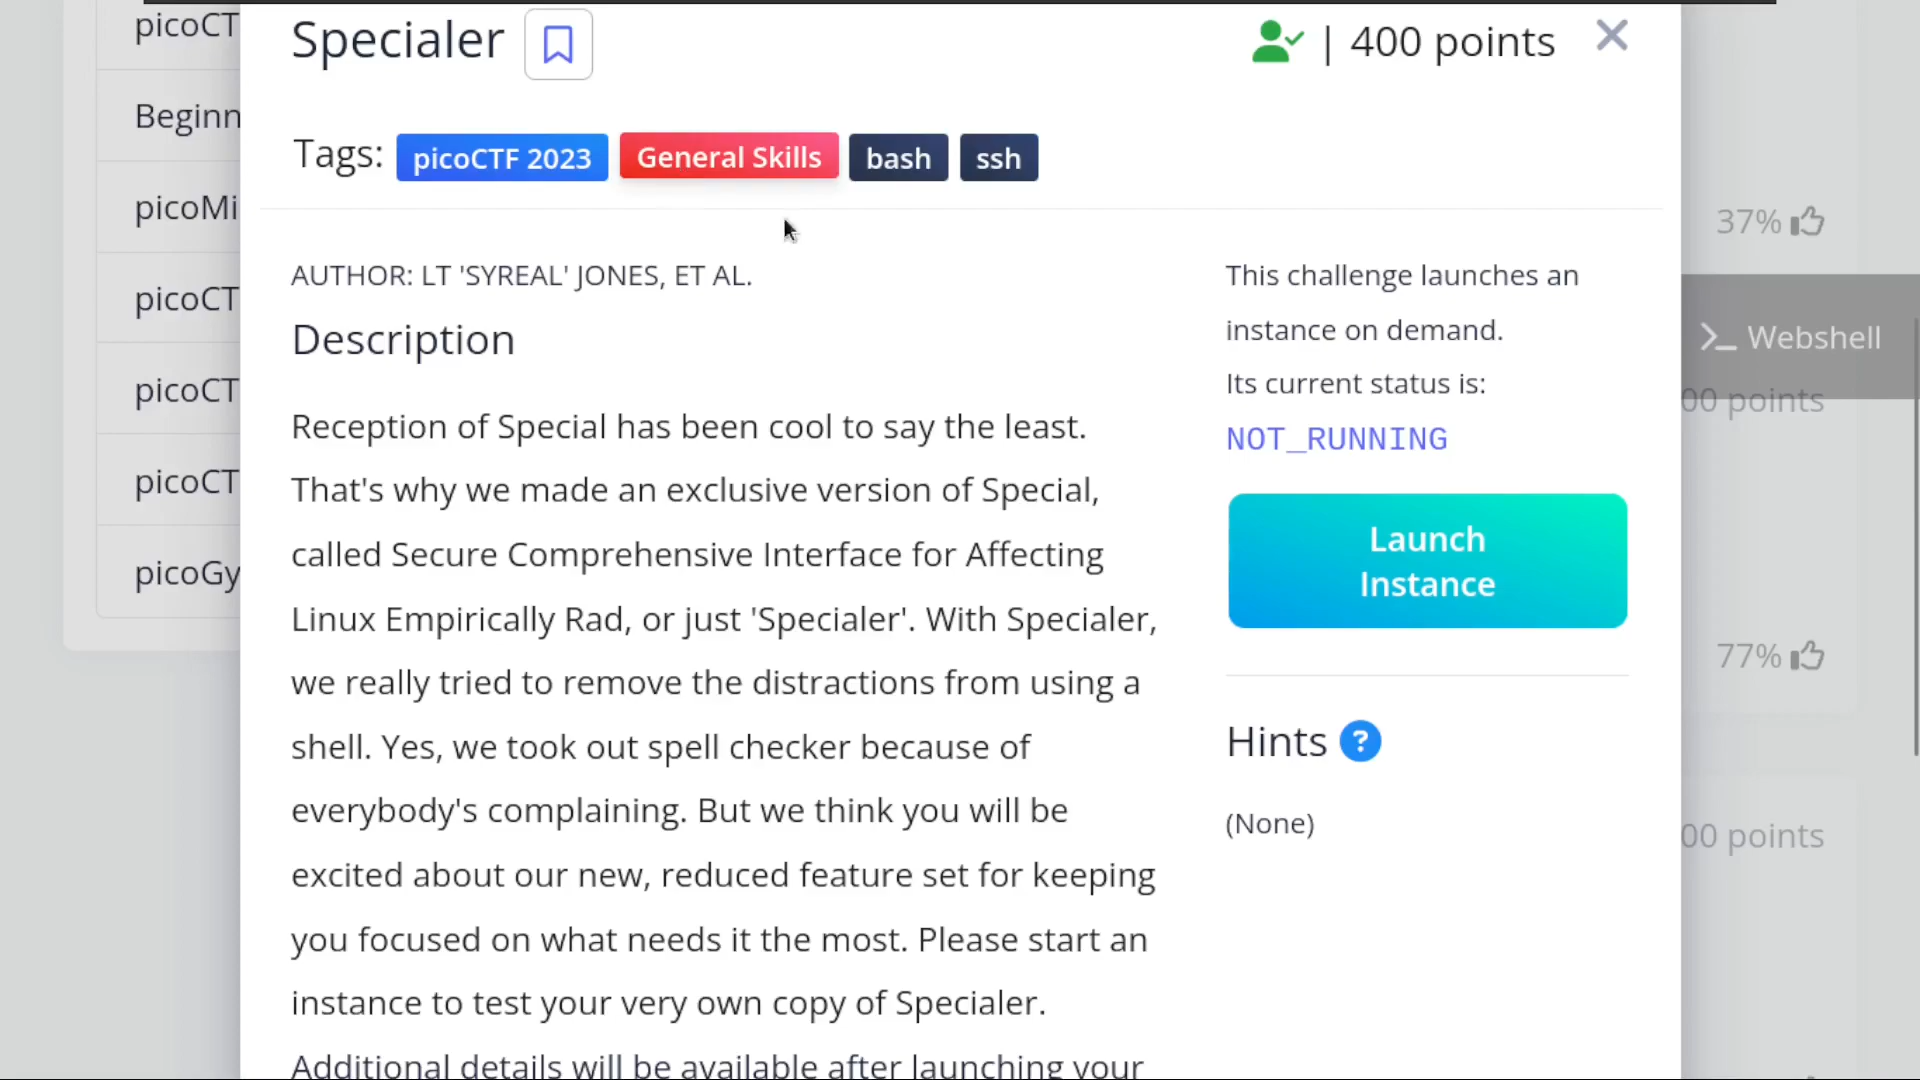 picoCT
Specialer
| 400 points
Beginn
Tags: picoCTF 2023 General Skills bash ssh
picoMi
37%
AUTHOR: LT 'SYREAL' JONES, ET AL.
This challenge launches an
picoCT
Description
instance on demand.
Webshell
Its current status is:
picoCT
00 points
Reception of Special has been cool to say the least.
NOT_RUNNING
That's why we made an exclusive version of Special,
picoCT
called Secure Comprehensive Interface for Affecting
Launch
Instance
picoGy
Linux Empirically Rad, or just 'Specialer'. With Specialer,
77%
we really tried to remove the distractions from using a
shell. Yes, we took out spell checker because of
Hints ?
everybody's complaining. But we think you will be
(None)
00 points
excited about our new, reduced feature set for keeping
you focused on what needs it the most. Please start an
instance to test your very own copy of Specialer.
Additional details will be available after launching your